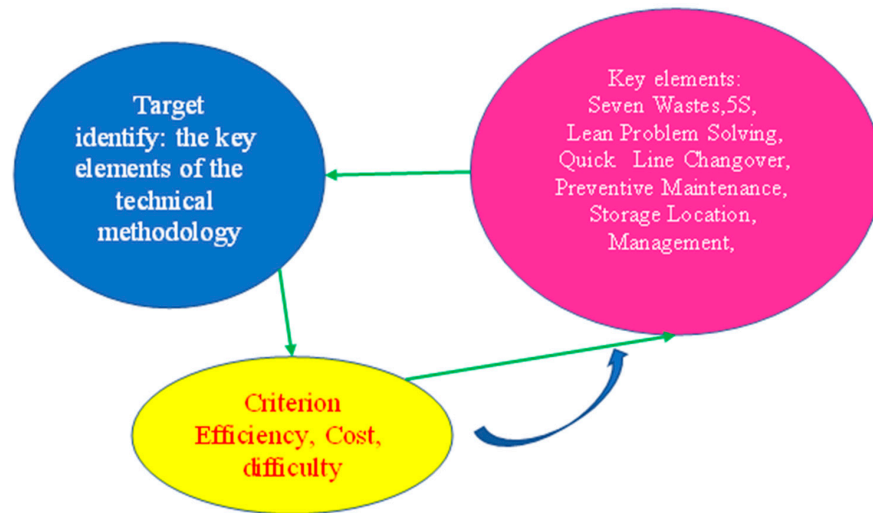 Target
identify: the key
elements of the
technical
methodology
Key elements:
Seven Wastes,5S,
Lean Problem Solving,
Quick Line Changover,
Preventive Maintenance,
Storage Location,
Management,
Criterion
Efficiency, Cost,
difficulty